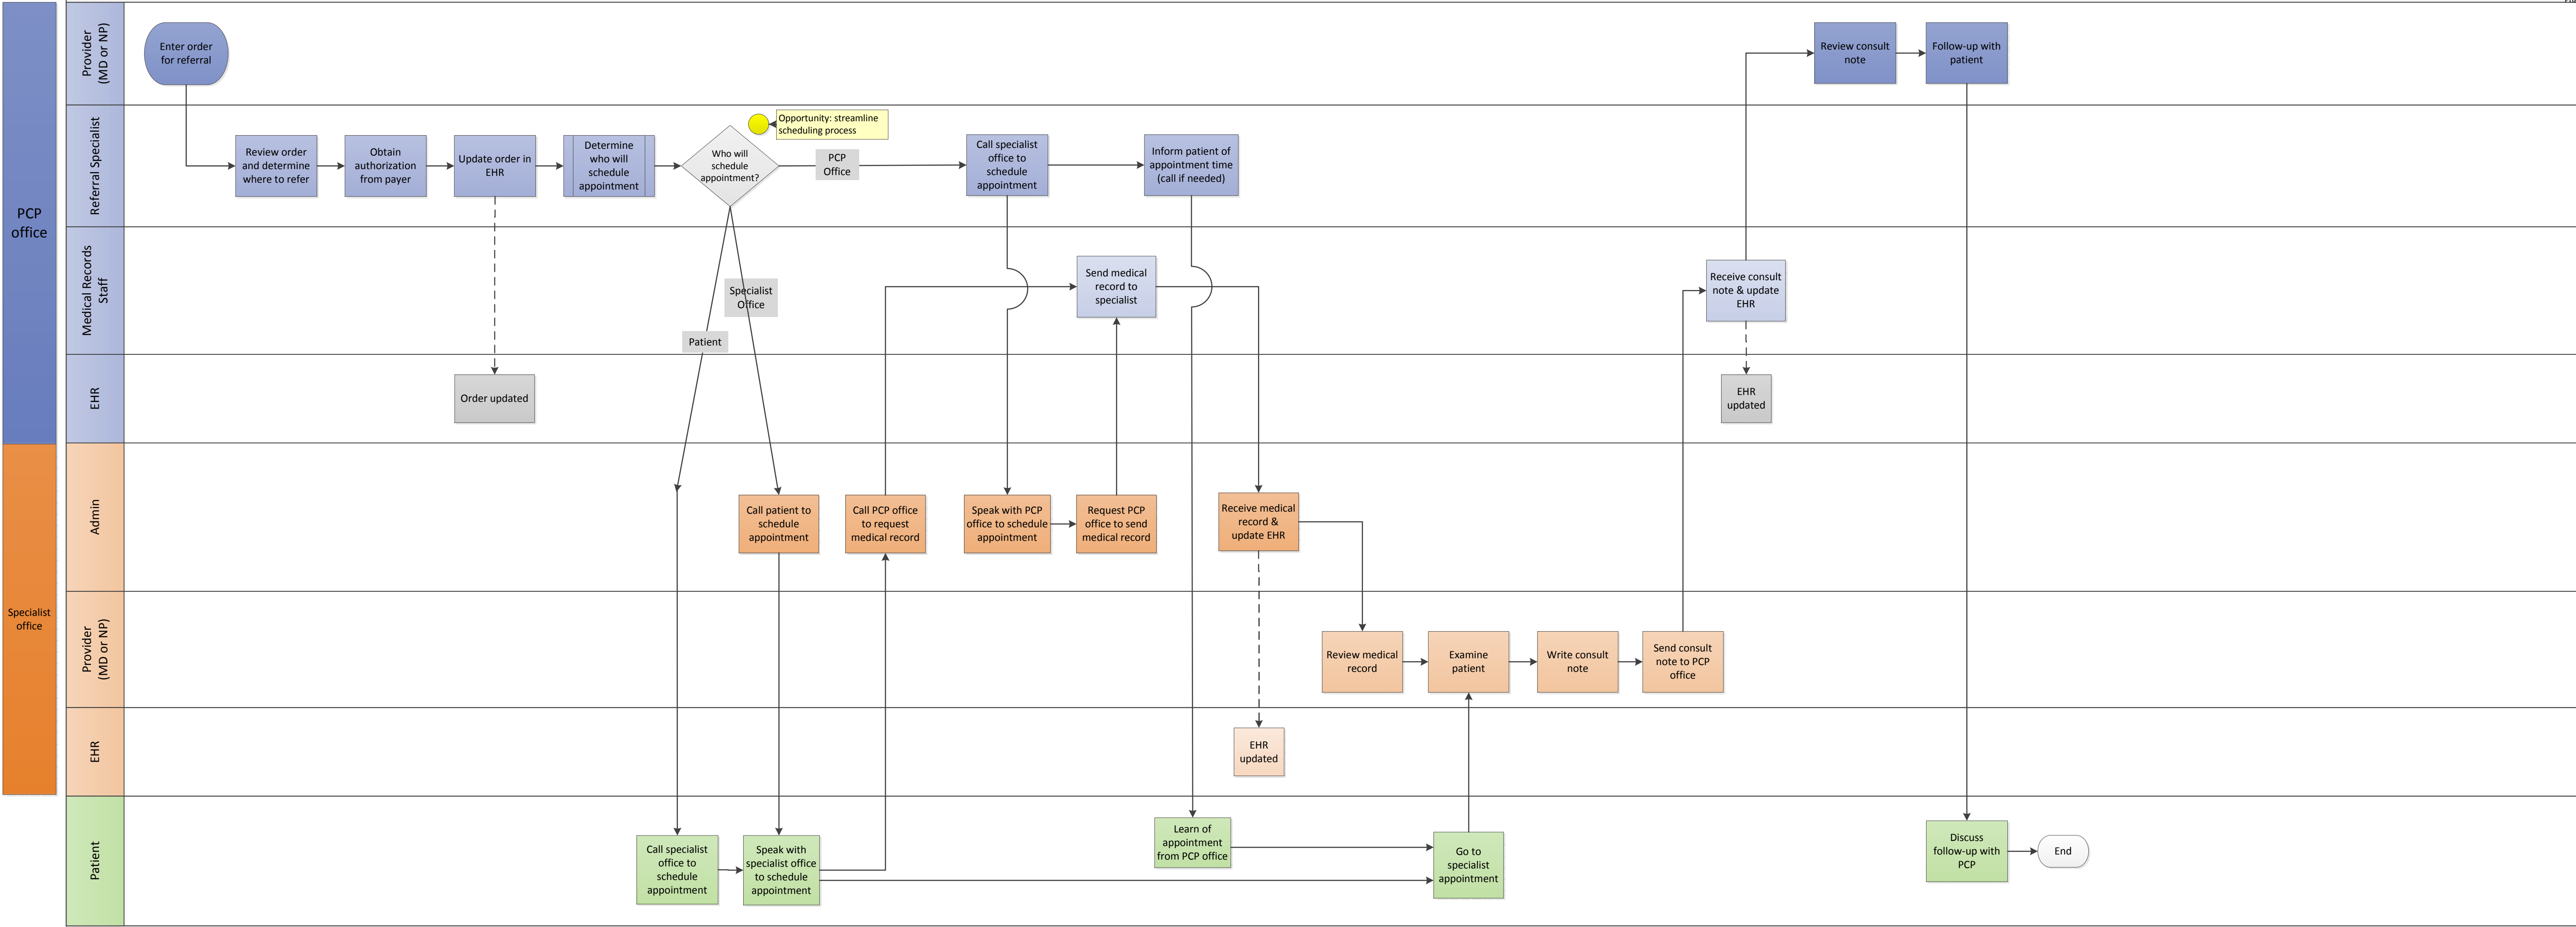 PCP
office
Specialist
office
Provider
(MD or NP)
Enter order
for referral
Review consult
note
Follow-up with
patient
Referral Specialist
Review order
and determine
where to refer
Obtain
authorization
from payer
Update order in
EHR
Determine
who will
schedule
appointment
Who will
schedule
appointment?
Opportunity: streamline
scheduling process
PCP
Office
Call specialist
office to
schedule
appointment
Inform patient of
appointment time
(call if needed)
Medical Records
Staff
Specialist
Office
Patient
Send medical
record to
specialist
Receive consult
note & update
EHR
EHR
Order updated
EHR
updated
Admin
Call patient to
schedule
appointment
Call PCP office
to request
medical record
Speak with PCP
office to schedule
appointment
Request PCP
office to send
medical record
Receive medical
record &
update EHR
Provider
(MD or NP)
Review medical
record
Examine
patient
Write consult
note
Send consult
note to PCP
office
EHR
EHR
updated
Patient
Call specialist
office to
schedule
appointment
Speak with
specialist office
to schedule
appointment
Learn of
appointment
from PCP office
Go to
specialist
appointment
Discuss
follow-up with
PCP
End